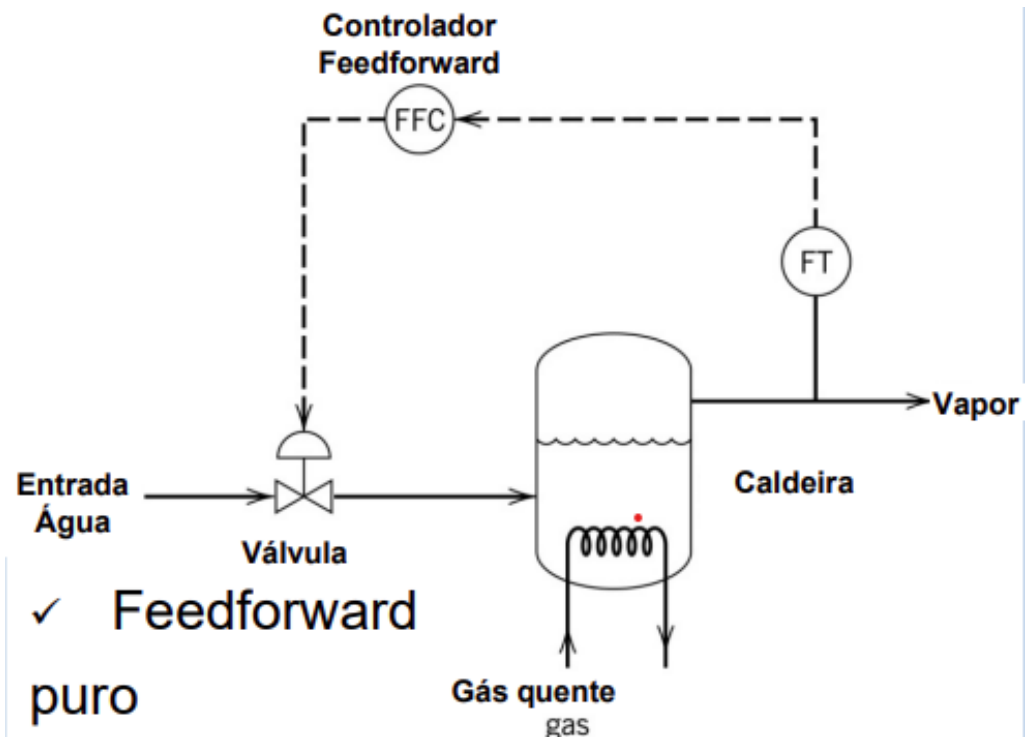 Controlador
Feedforward
FFC
FT
Vapor
Entrada
Água
Caldeira
Válvula
✓ Feedforward
puro
Gás quente
gas